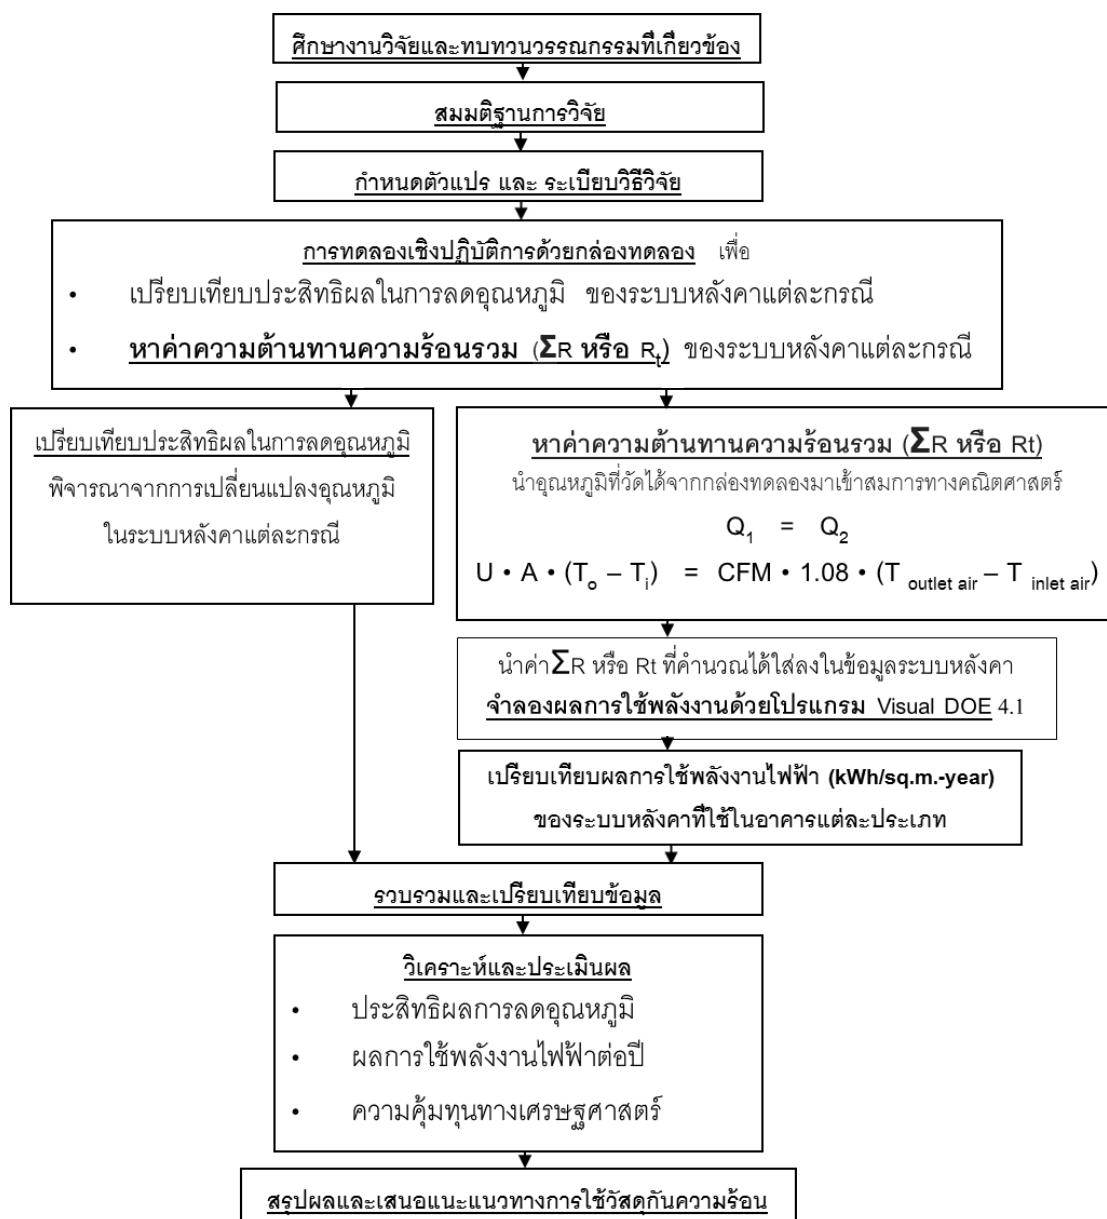 ศึกษางานวิจัยและทบทวนวรรณกรรมที่เกี่ยวข้อง
สมมติฐานการวิจัย
กำหนดตัวแปร และ ระเบียบวิธีวิจัย
การทดลองเชิงปฏิบัติการด้วยกล่องทดลอง เพื่อ
• เปรียบเทียบประสิทธิผลในการลดอุณหภูมิ ของระบบหลังคาแต่ละกรณี
• หาค่าความต้านทานความร้อนรวม (ΣR หรือ Rt) ของระบบหลังคาแต่ละกรณี
เปรียบเทียบประสิทธิผลในการลดอุณหภูมิ
พิจารณาจากการเปลี่ยนแปลงอุณหภูมิ
ในระบบหลังคาแต่ละกรณี
หาค่าความต้านทานความร้อนรวม (ΣR หรือ Rt)
นำอุณหภูมิที่วัดได้จากกล่องทดลองมาเข้าสมการทางคณิตศาสตร์
Q1 = Q2
U • A • (To – Ti) = CFM • 1.08 • (T outlet air – T inlet air)
นำค่าΣR หรือ Rt ที่คำนวณได้ใส่ลงในข้อมูลระบบหลังคา
จำลองผลการใช้พลังงานด้วยโปรแกรม Visual DOE 4.1
เปรียบเทียบผลการใช้พลังงานไฟฟ้า (kWh/sq.m.-year)
ของระบบหลังคาที่ใช้ในอาคารแต่ละประเภท
รวบรวมและเปรียบเทียบข้อมูล
วิเคราะห์และประเมินผล
• ประสิทธิผลการลดอุณหภูมิ
• ผลการใช้พลังงานไฟฟ้าต่อปี
• ความคุ้มทุนทางเศรษฐศาสตร์
สรุปผลและเสนอแนะแนวทางการใช้วัสดุกันความร้อน